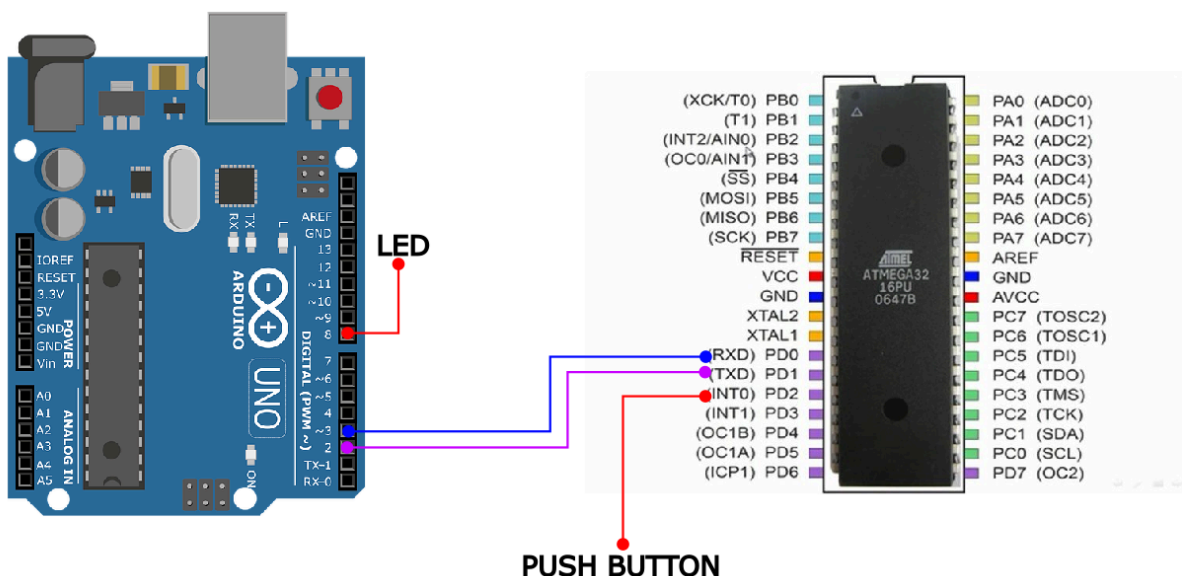 AREF
GND
13
12
~11
~10
~9
8
7
~6
~5
4
~3
2
TX-1
RX-0
DIGITAL (PWM ~)
RX
TX
L
ARDUINO
UNO
ON
IOREF
RESET
3.3V
5V
GND
GND
Vin
POWER
A0
A1
A2
A3
A4
A5
ANALOG IN
LED
(XCK/T0) PB0
(T1) PB1
(INT2/AIN0) PB2
(OC0/AIN1) PB3
(SS) PB4
(MOSI) PB5
(MISO) PB6
(SCK) PB7
RESET
VCC
GND
XTAL2
XTAL1
(RXD) PD0
(TXD) PD1
(INT0) PD2
(INT1) PD3
(OC1B) PD4
(OC1A) PD5
(ICP1) PD6
ATMEL
ATMEGA32
16PU
0647B
PA0 (ADC0)
PA1 (ADC1)
PA2 (ADC2)
PA3 (ADC3)
PA4 (ADC4)
PA5 (ADC5)
PA6 (ADC6)
PA7 (ADC7)
AREF
GND
AVCC
PC7 (TOSC2)
PC6 (TOSC1)
PC5 (TDI)
PC4 (TDO)
PC3 (TMS)
PC2 (TCK)
PC1 (SDA)
PC0 (SCL)
PD7 (OC2)
PUSH BUTTON